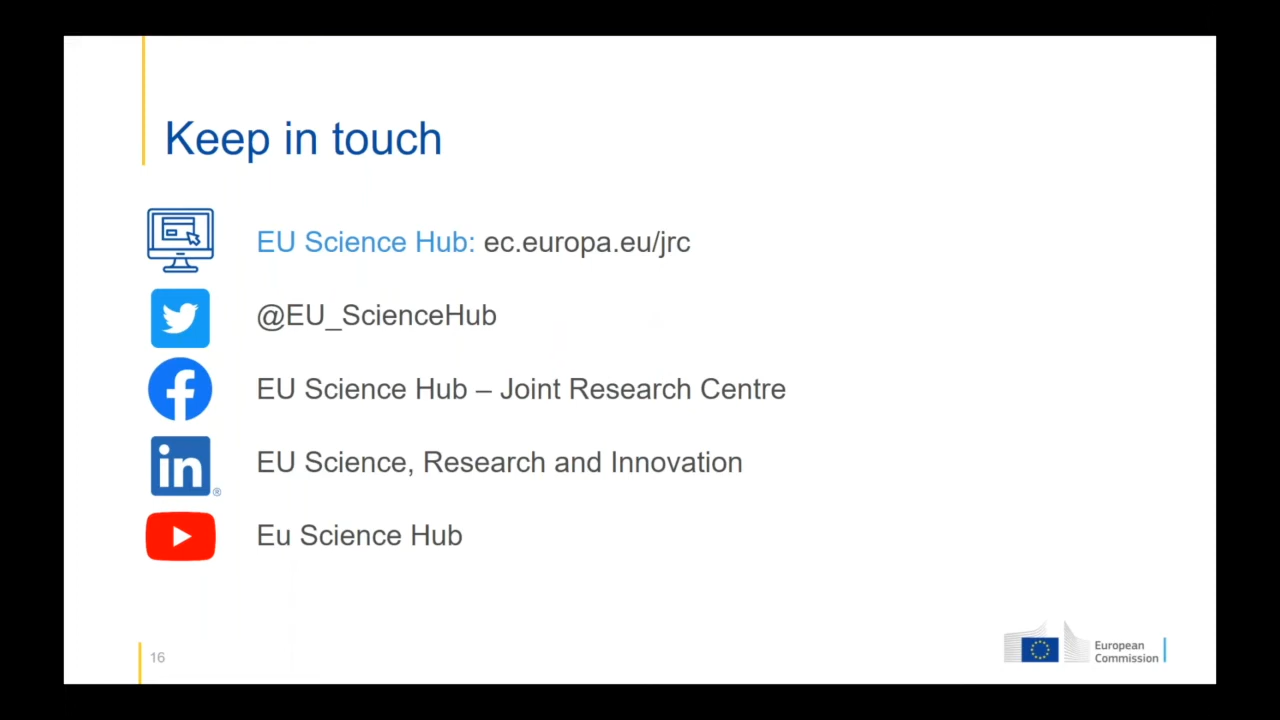 Keep in touch
EU Science Hub: ec.europa.eu/jrc
@EU_ScienceHub
EU Science Hub – Joint Research Centre
in®
EU Science, Research and Innovation
Eu Science Hub
16
European
Commission